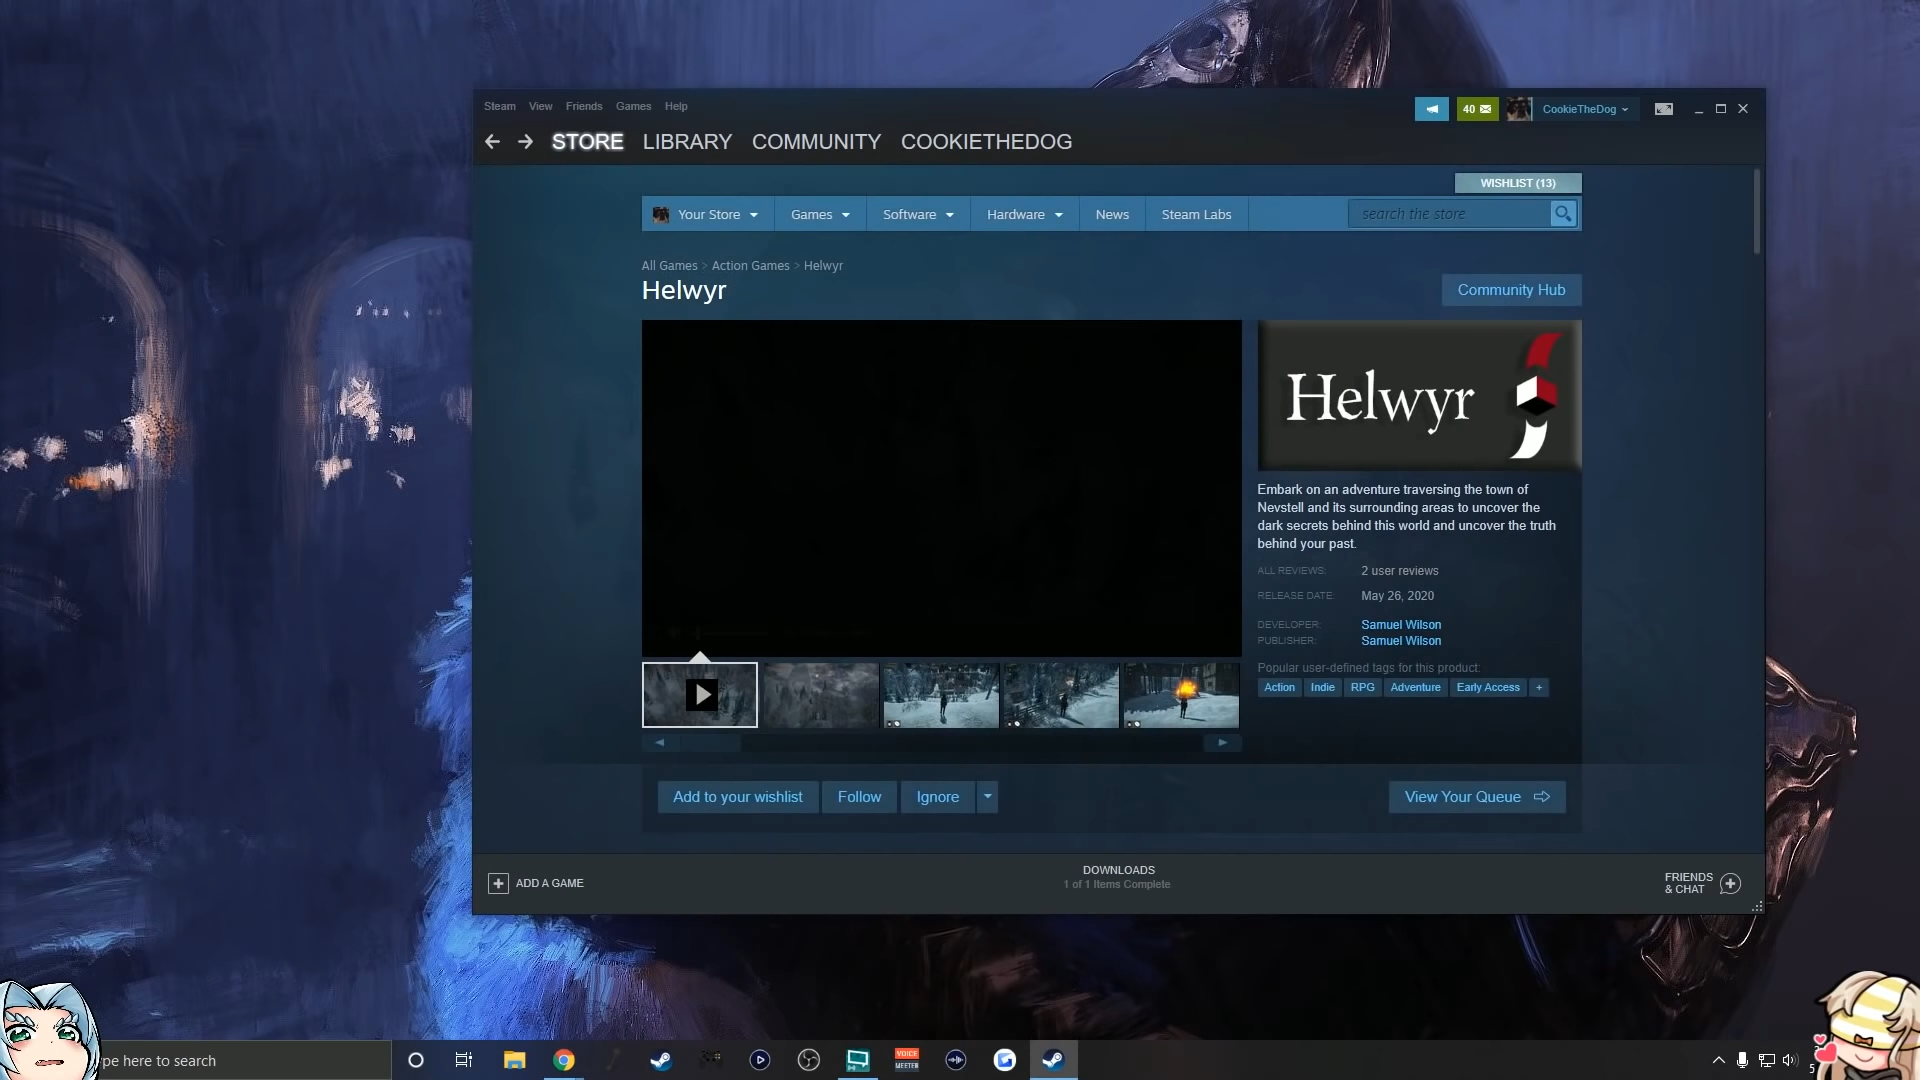 Steam View Friends Games Help
40
CookieTheDog
STORE LIBRARY COMMUNITY COOKIETHEDOG
WISHLIST (13)
Your Store Games Software Hardware News Steam Labs
search the store
All Games > Action Games > Helwyr
Helwyr
Community Hub
Helwyr
Embark on an adventure traversing the town of
Nevstell and its surrounding areas to uncover the
dark secrets behind this world and uncover the truth
behind your past.
ALL REVIEWS: 2 user reviews
RELEASE DATE: May 26, 2020
DEVELOPER: Samuel Wilson
PUBLISHER: Samuel Wilson
Popular user-defined tags for this product:
Action Indie RPG Adventure Early Access +
Add to your wishlist Follow Ignore
View Your Queue
ADD A GAME
DOWNLOADS
1 of 1 Items Complete
FRIENDS
& CHAT
pe here to search
VOICE
MEETER
5